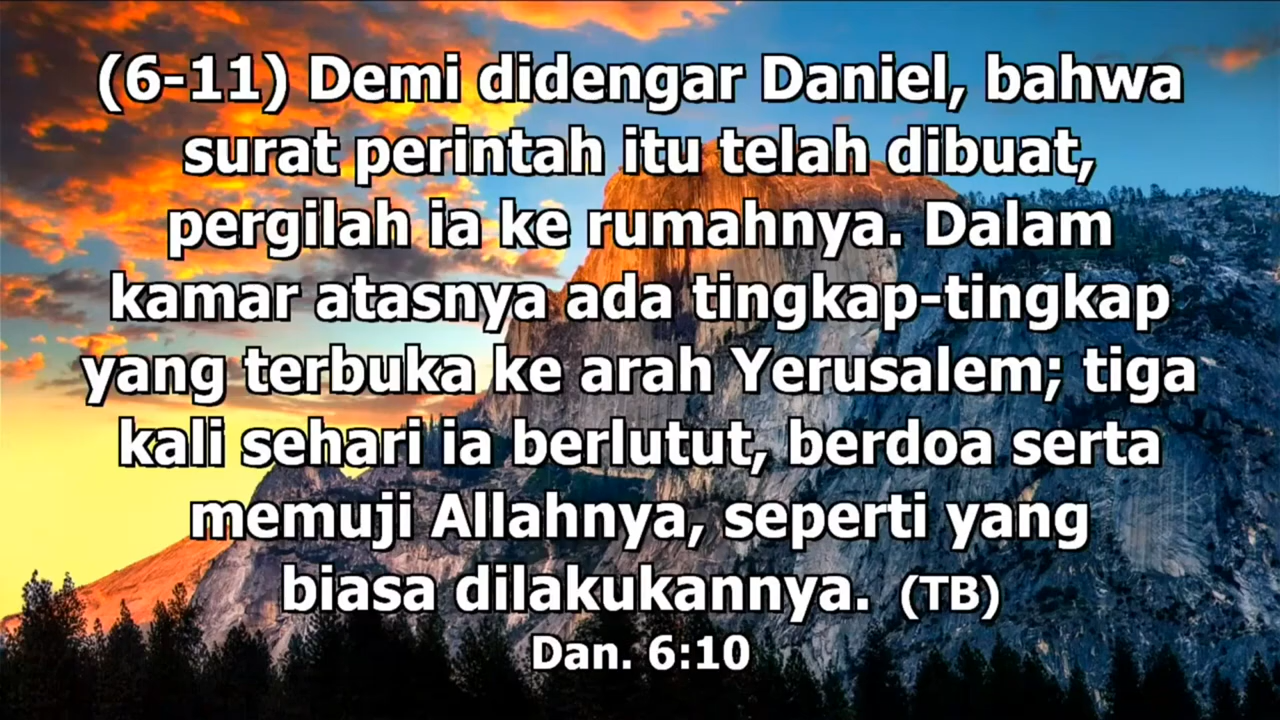 (6-11) Demi didengar Daniel, bahwa
surat perintah itu telah dibuat,
pergilah ia ke rumahnya. Dalam
kamar atasnya ada tingkap-tingkap
yang terbuka ke arah Yerusalem; tiga
kali sehari ia berlutut, berdoa serta
memuji Allahnya, seperti yang
biasa dilakukannya. (TB)
Dan. 6:10